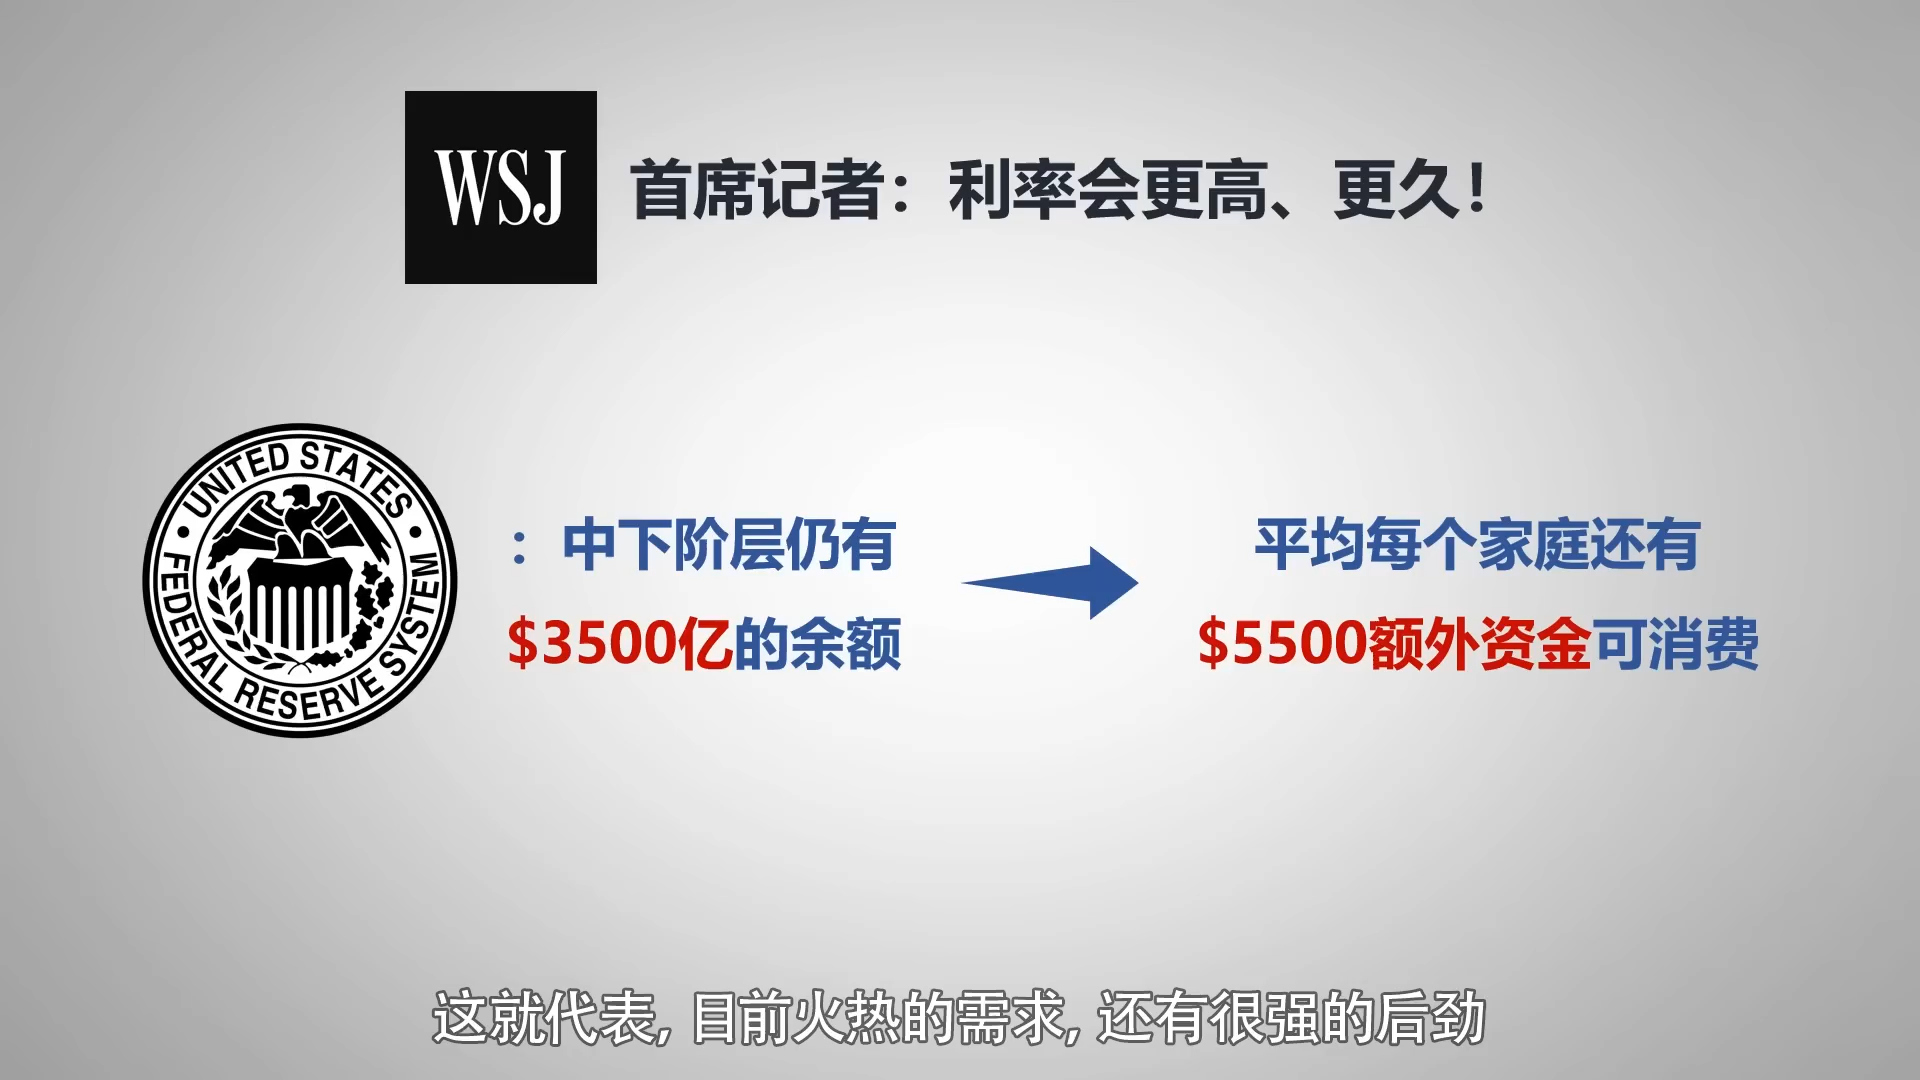 WSJ
首席记者：利率会更高、更久！
UNITED STATES
FEDERAL RESERVE SYSTEM
：中下阶层仍有
$3500亿的余额
平均每个家庭还有
$5500额外资金可消费
这就代表，目前火热的需求，还有很强的后劲